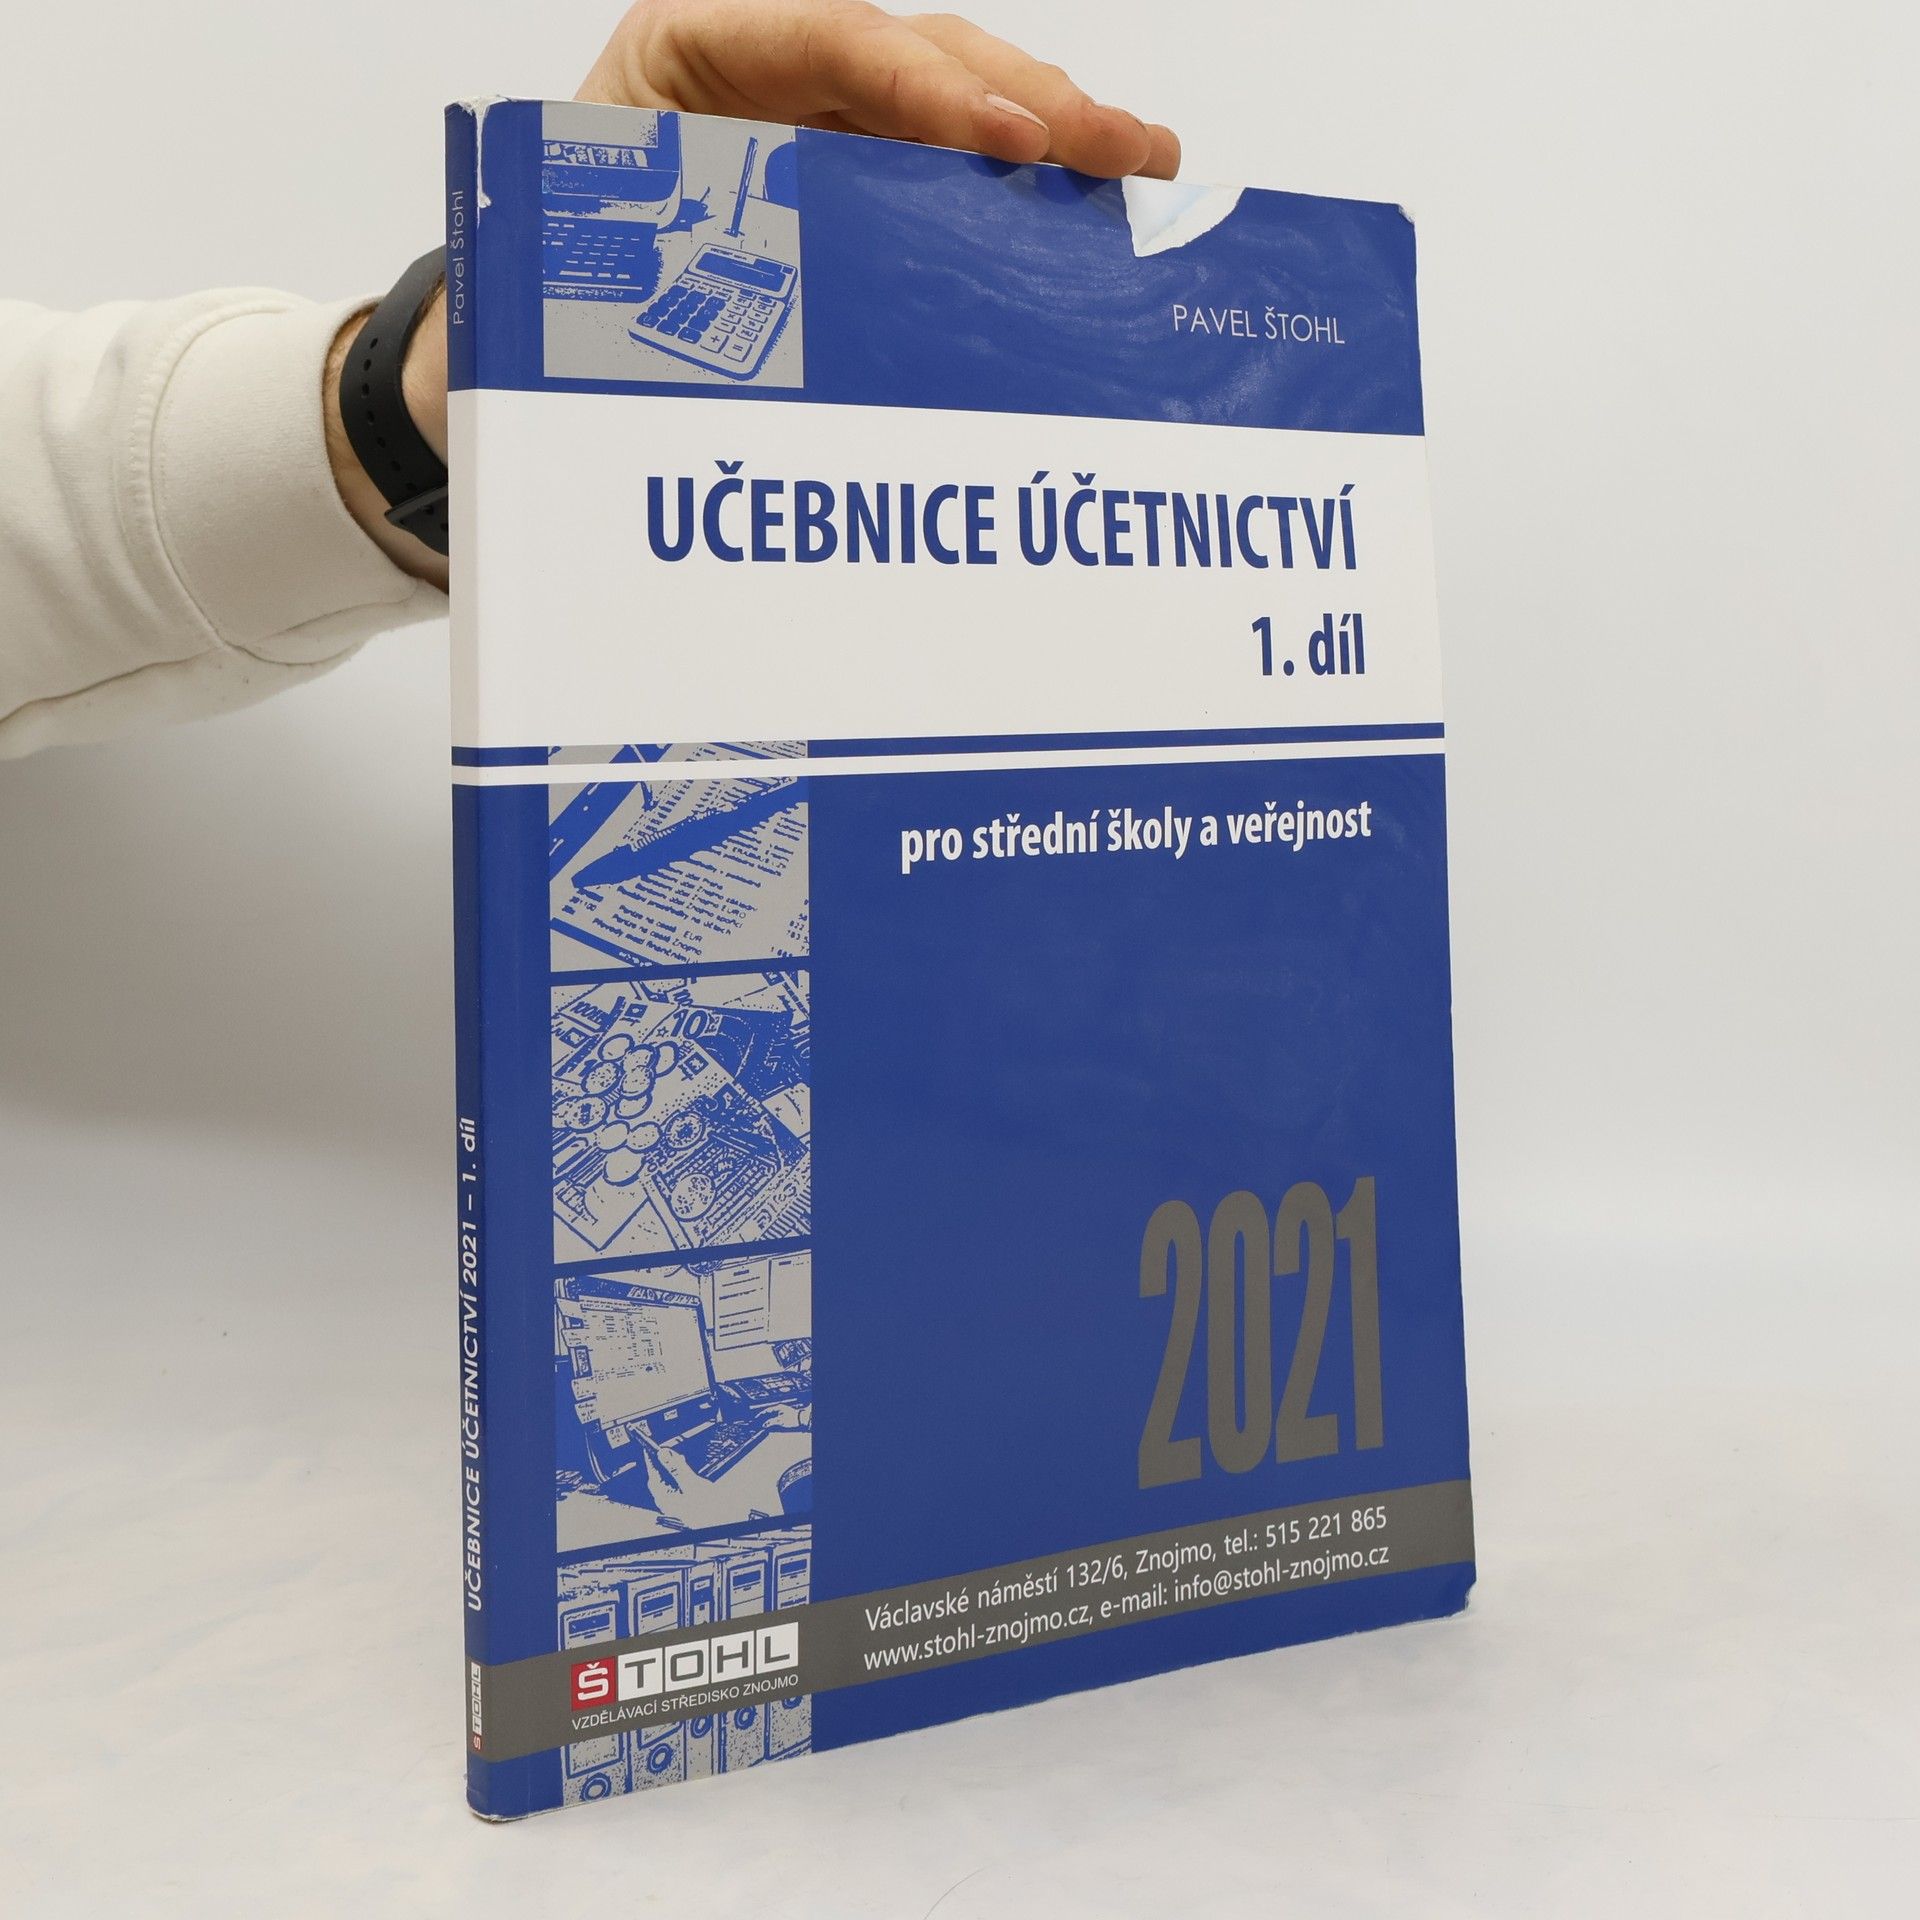 PAVEL ŠTOHL
UČEBNICE ÚČETNICTVÍ
1. díl
pro střední školy a veřejnost
2021
Václavské náměstí 132/6, Znojmo, tel.: 515 221 865
www.stohl-znojmo.cz, e-mail: info@stohl-znojmo.cz
ŠTOHL
VZDĚLÁVACÍ STŘEDISKO ZNOJMO
Pavel Štohl
UČEBNICE ÚČETNICTVÍ 2021 – 1. díl
ŠTOHL